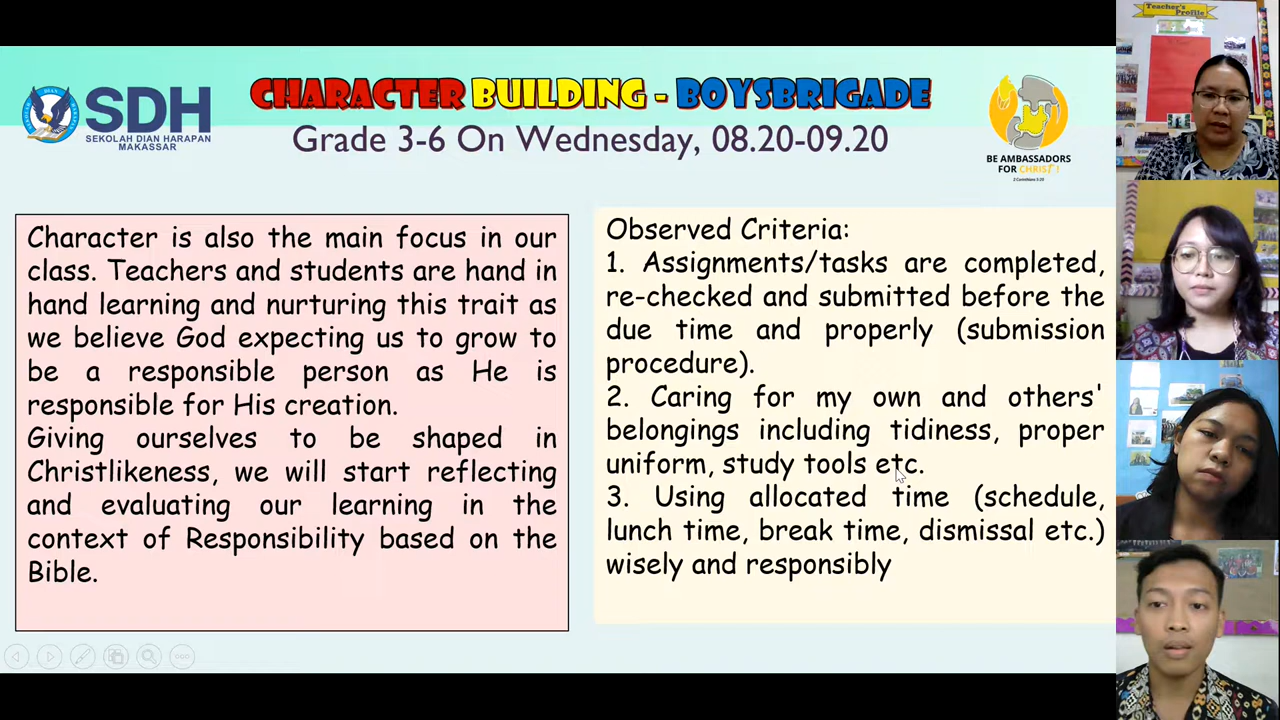 Teacher's
Profile
SDH
SEKOLAH DIAN HARAPAN
MAKASSAR
CHARACTER BUILDING - BOYSBRIGADE
Grade 3-6 On Wednesday, 08.20-09.20
BE AMBASSADORS
FOR CHRIST !
2 Corinthians 5:20
Character is also the main focus in our
class. Teachers and students are hand in
hand learning and nurturing this trait as
we believe God expecting us to grow to
be a responsible person as He is
responsible for His creation.
Giving ourselves to be shaped in
Christlikeness, we will start reflecting
and evaluating our learning in the
context of Responsibility based on the
Bible.
Observed Criteria:
1. Assignments/tasks are completed,
re-checked and submitted before the
due time and properly (submission
procedure).
2. Caring for my own and others'
belongings including tidiness, proper
uniform, study tools etc.
3. Using allocated time (schedule,
lunch time, break time, dismissal etc.)
wisely and responsibly